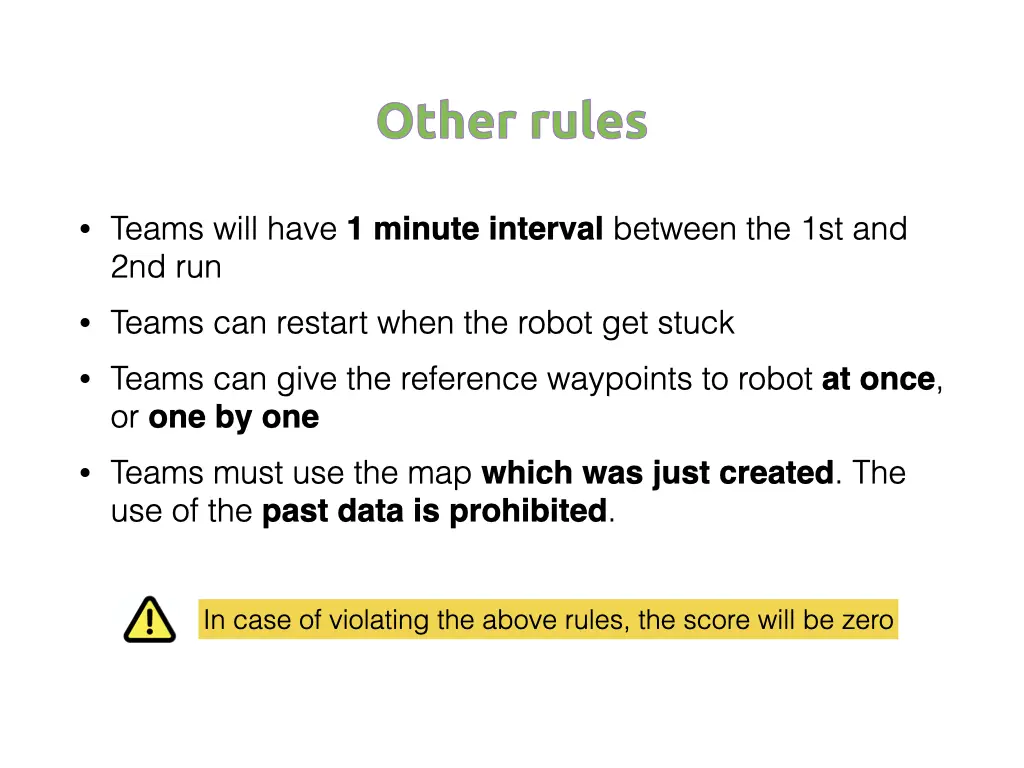 Other rules
• Teams will have 1 minute interval between the 1st and
2nd run
• Teams can restart when the robot get stuck
• Teams can give the reference waypoints to robot at once,
or one by one
• Teams must use the map which was just created. The
use of the past data is prohibited.
In case of violating the above rules, the score will be zero